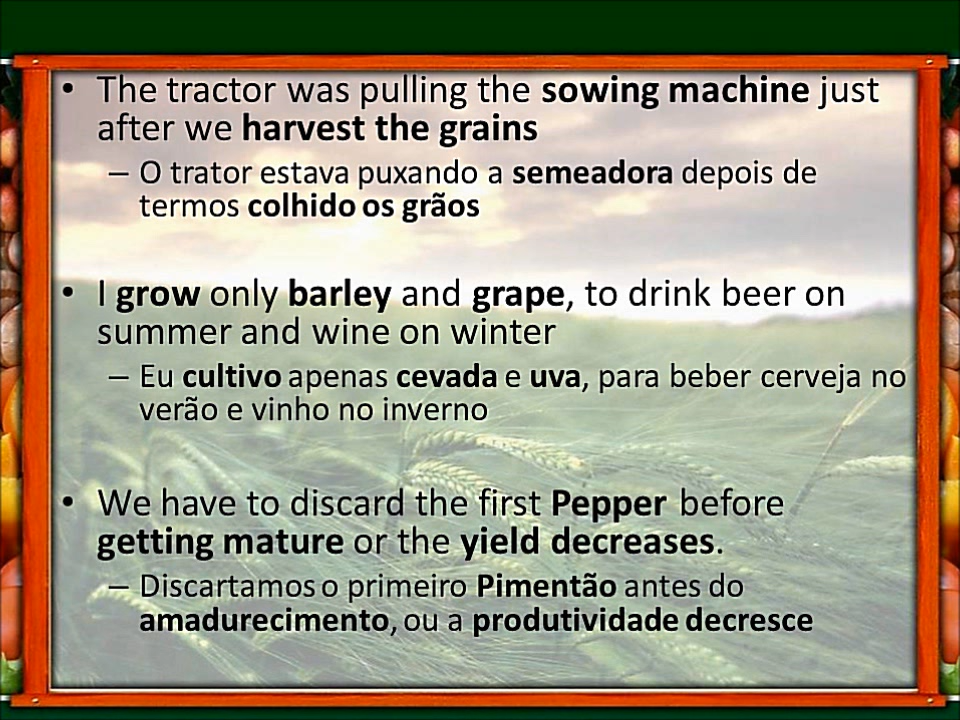 • The tractor was pulling the sowing machine just
after we harvest the grains
– O trator estava puxando a semeadora depois de
termos colhido os grãos
• I grow only barley and grape, to drink beer on
summer and wine on winter
– Eu cultivo apenas cevada e uva, para beber cerveja no
verão e vinho no inverno
• We have to discard the first Pepper before
getting mature or the yield decreases.
– Discartamos o primeiro Pimentão antes do
amadurecimento, ou a produtividade decresce